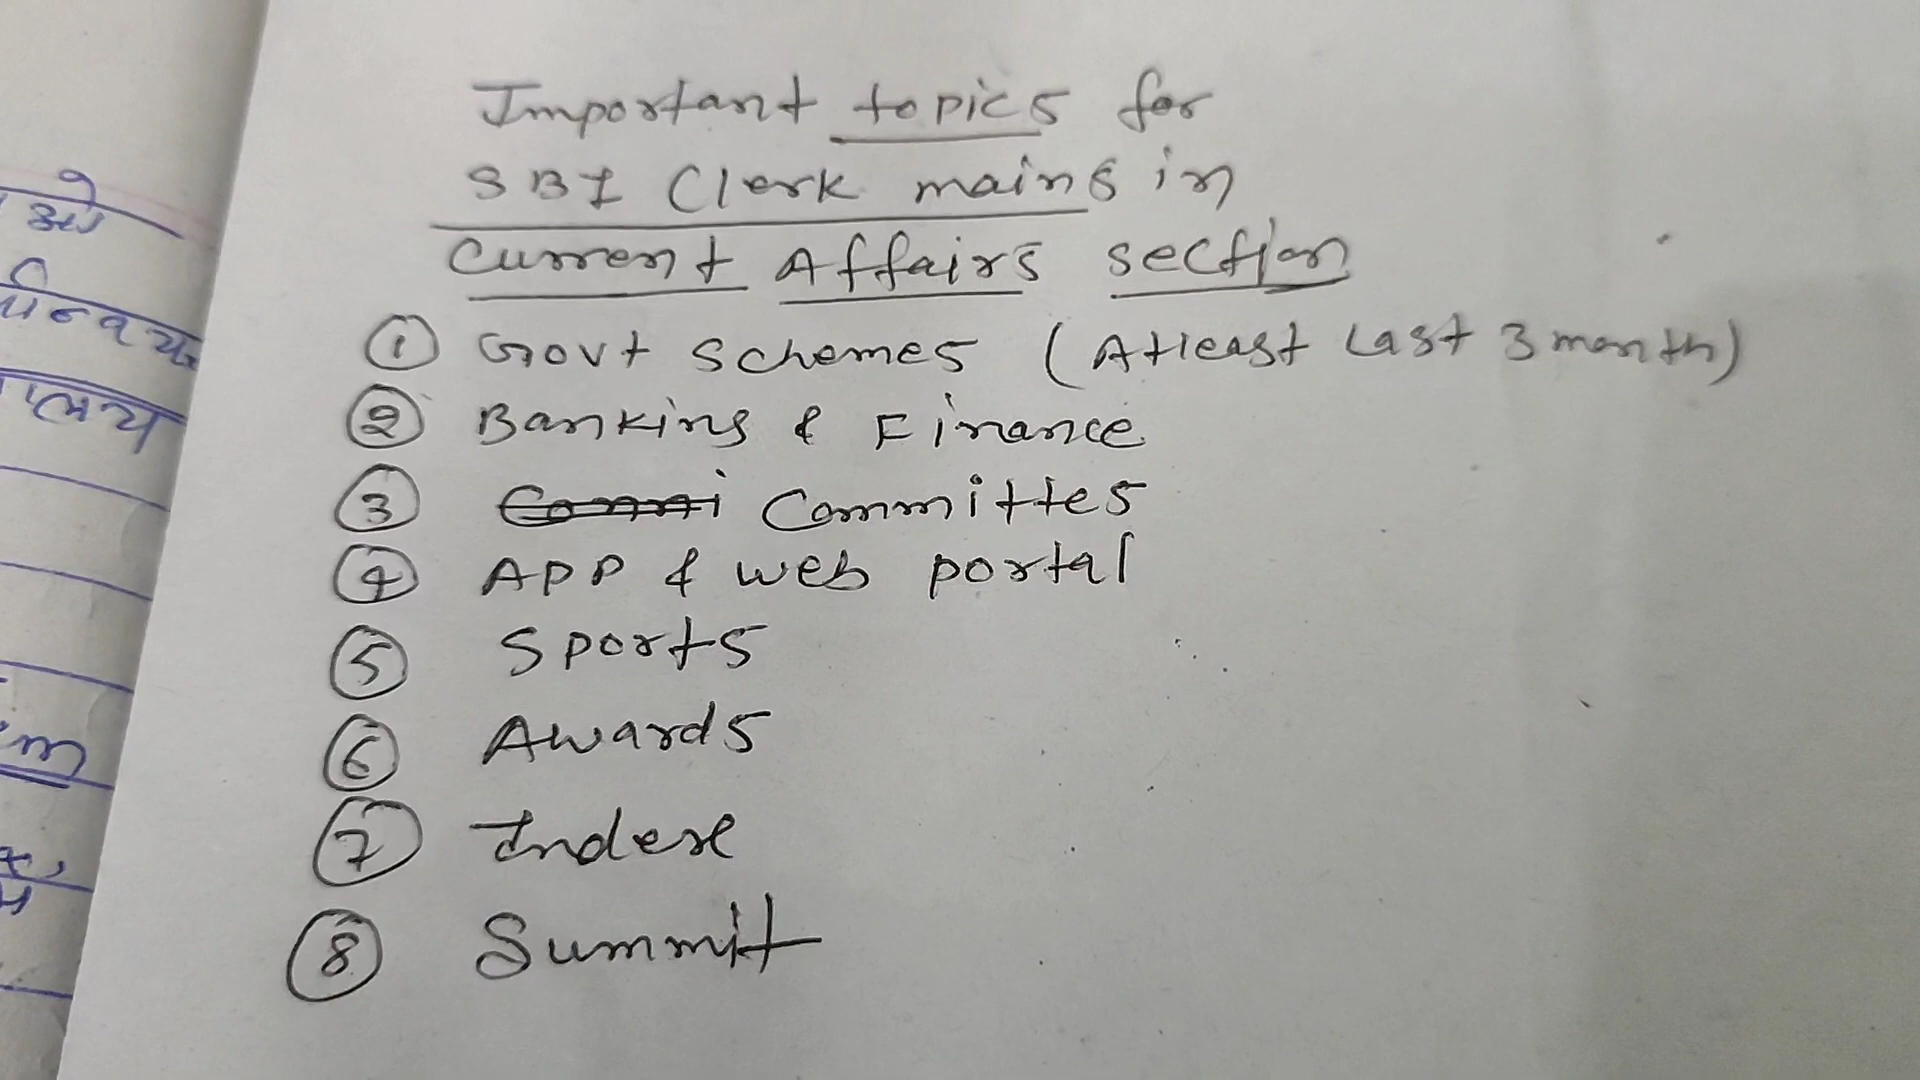 Important topics for
SBI Clerk mains in
Current Affairs section
① Govt Schemes (Atleast Last 3 month)
② Banking & Finance
③ Committes
④ APP & web portal
⑤ Sports
⑥ Awards
⑦ Index
⑧ Summit